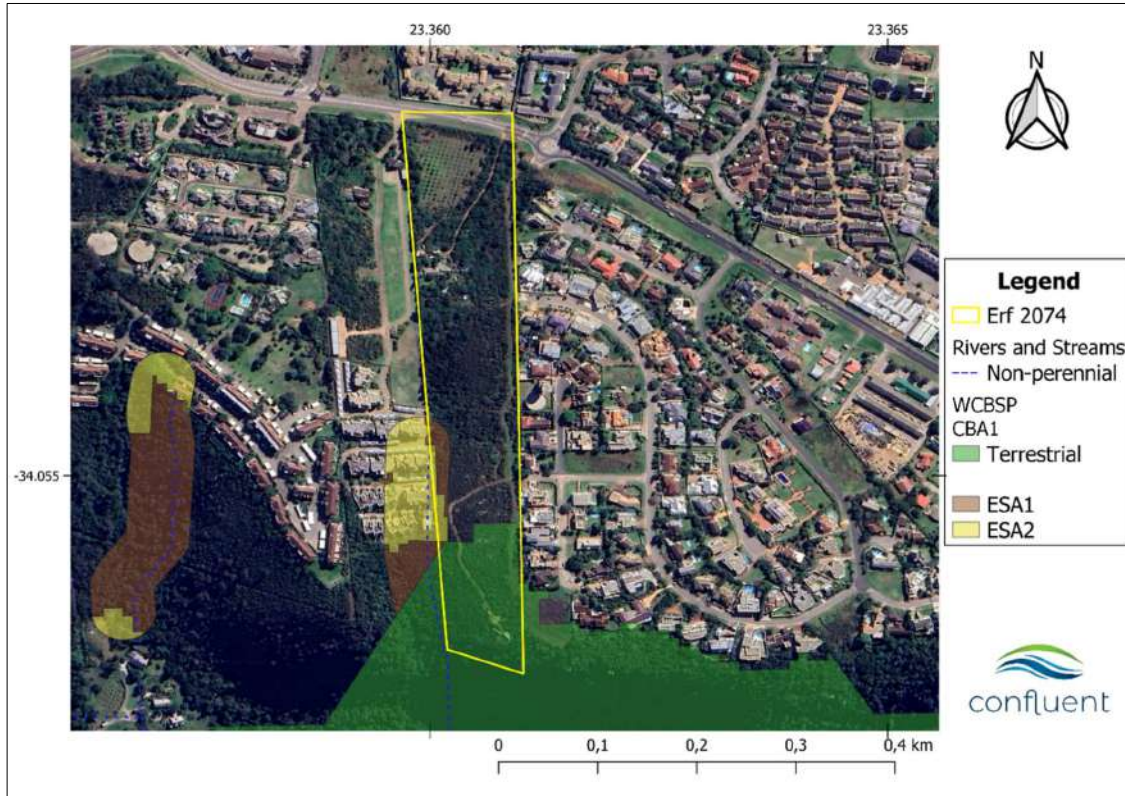 23.360
23.365
N
-34.055
Legend
Erf 2074
Rivers and Streams
Non-perennial
WCBSP
CBA1
Terrestrial
ESA1
ESA2
confluent
0
0,1
0,2
0,3
0,4 km